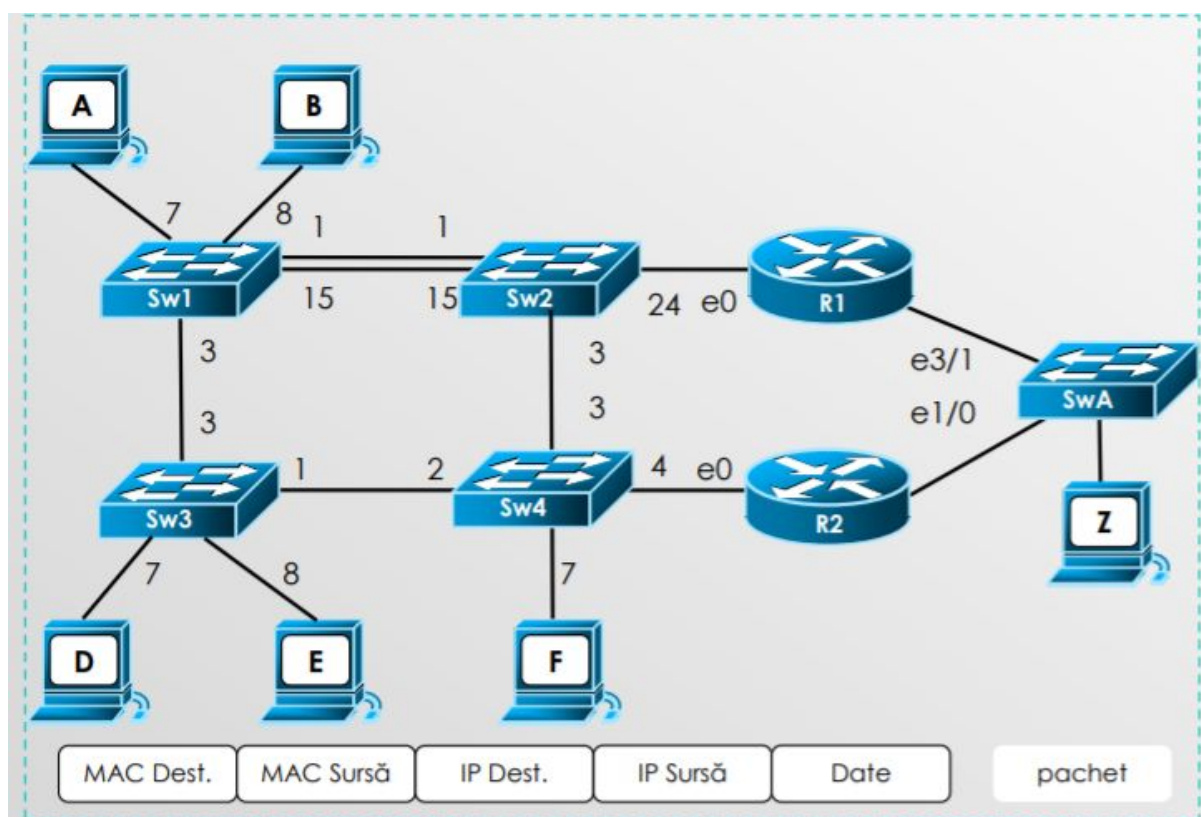 A B
7 8 1 1
Sw1 15 15 Sw2 24 e0 R1
3 3 e3/1
SwA
e1/0
3 3
1 2 4 e0
Sw3 Sw4 R2 Z
7 8 7
D E F
MAC Dest. MAC Sursă IP Dest. IP Sursă Date pachet